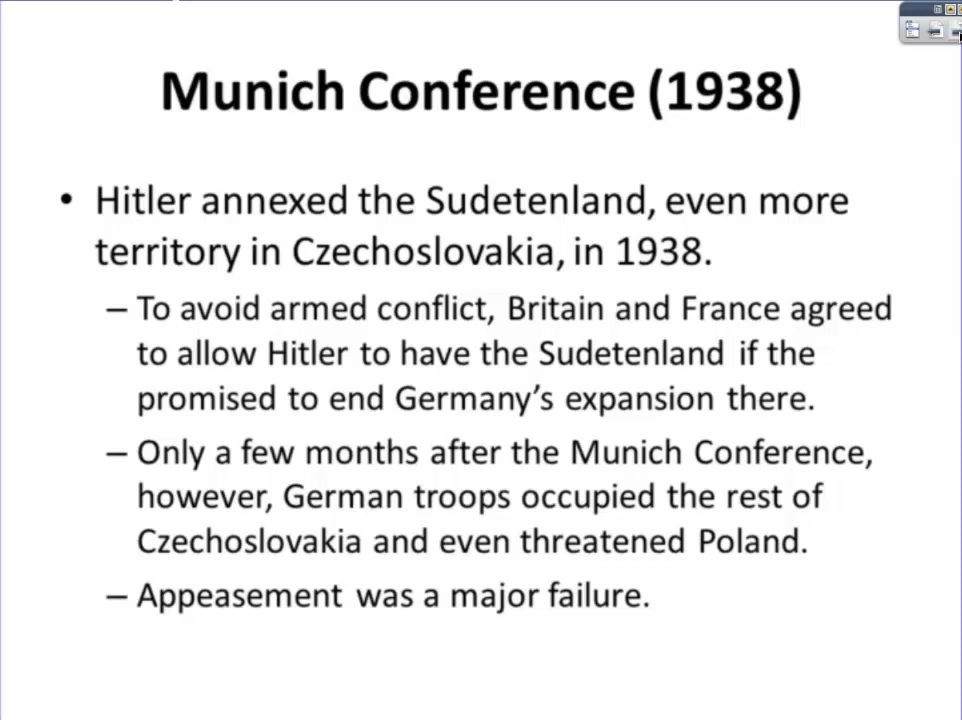 Munich Conference (1938)
• Hitler annexed the Sudetenland, even more
territory in Czechoslovakia, in 1938.
– To avoid armed conflict, Britain and France agreed
to allow Hitler to have the Sudetenland if the
promised to end Germany’s expansion there.
– Only a few months after the Munich Conference,
however, German troops occupied the rest of
Czechoslovakia and even threatened Poland.
– Appeasement was a major failure.